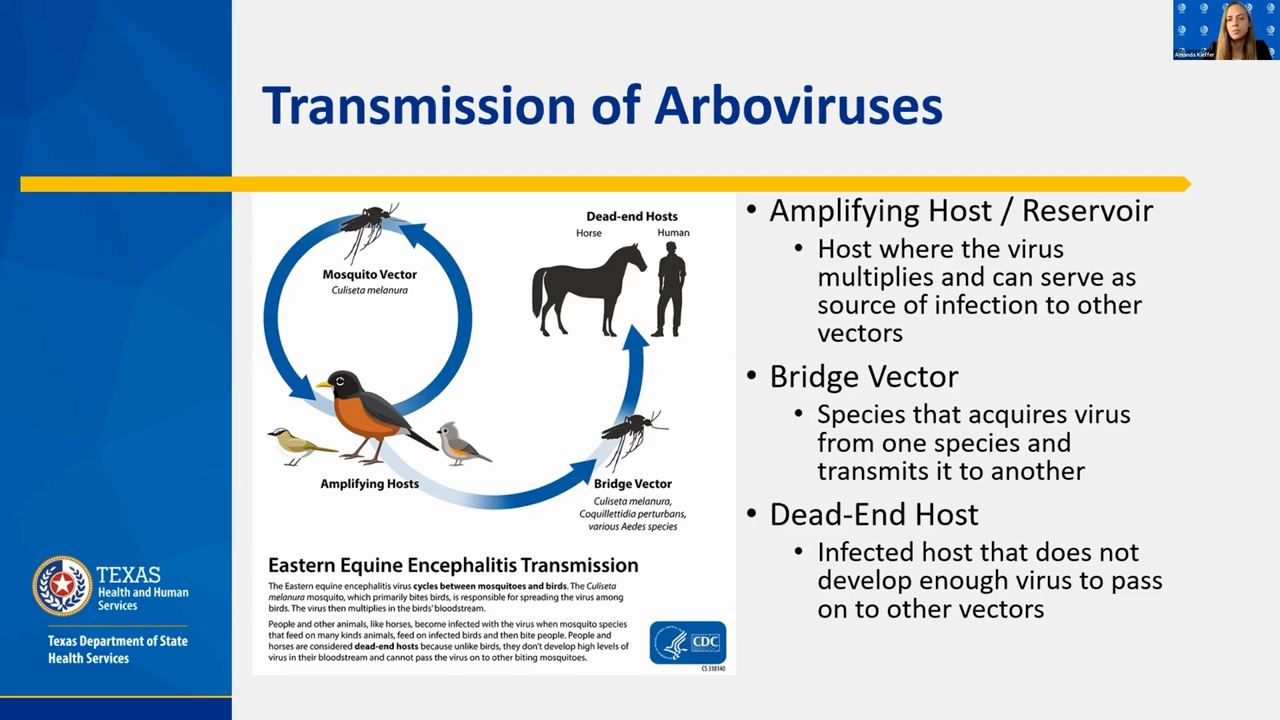 Amanda Kieffer
Transmission of Arboviruses
Mosquito Vector
Culiseta melanura
Dead-end Hosts
Horse
Human
Amplifying Hosts
Bridge Vector
Culiseta melanura,
Coquillettidia perturbans,
various Aedes species
Eastern Equine Encephalitis Transmission
The Eastern equine encephalitis virus cycles between mosquitoes and birds. The Culiseta
melanura mosquito, which primarily bites birds, is responsible for spreading the virus among
birds. The virus then multiplies in the birds' bloodstream.
People and other animals, like horses, become infected with the virus when mosquito species
that feed on many kinds animals, feed on infected birds and then bite people. People and
horses are considered dead-end hosts because unlike birds, they don't develop high levels of
virus in their bloodstream and cannot pass the virus on to other biting mosquitoes.
CDC
CS 318140
• Amplifying Host / Reservoir
• Host where the virus
multiplies and can serve as
source of infection to other
vectors
• Bridge Vector
• Species that acquires virus
from one species and
transmits it to another
• Dead-End Host
• Infected host that does not
develop enough virus to pass
on to other vectors
TEXAS
Health and Human
Services
Texas Department of State
Health Services